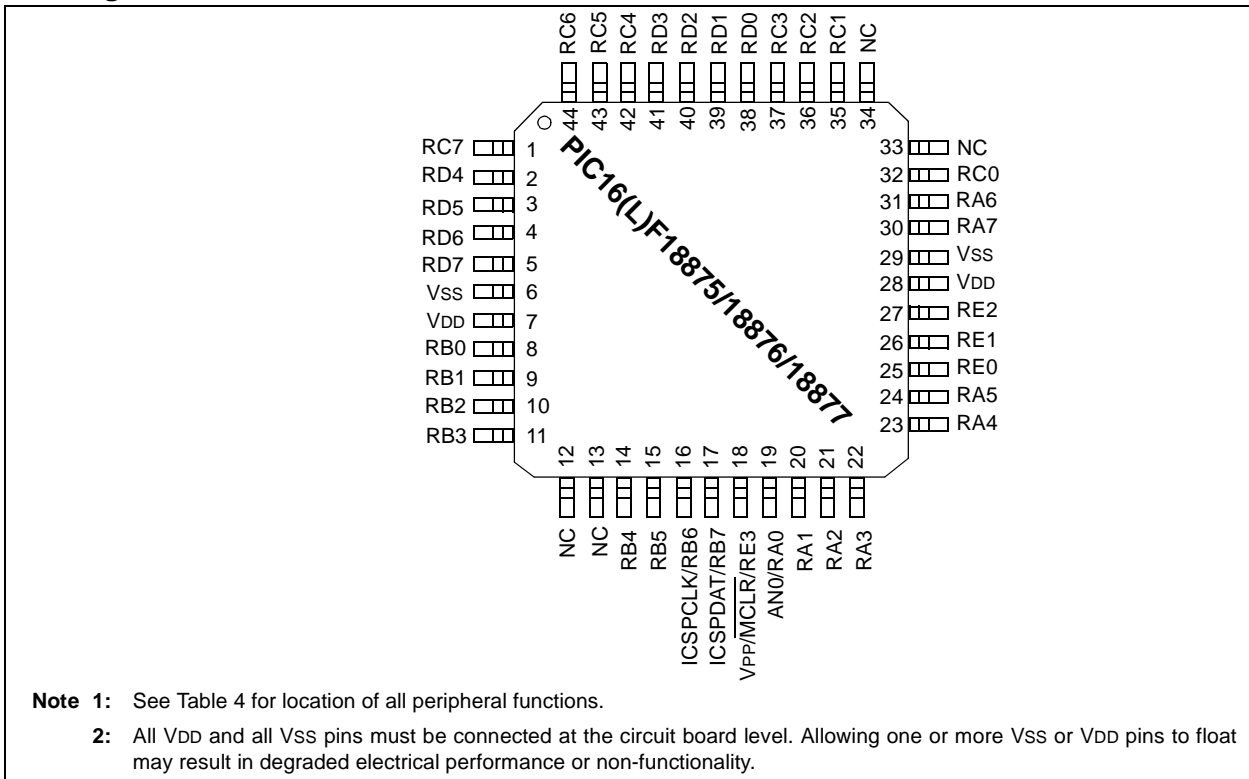 RC6
RC5
RC4
RD3
RD2
RD1
RD0
RC3
RC2
RC1
NC
44
43
42
41
40
39
38
37
36
35
34
RC7 1
RD4 2
RD5 3
RD6 4
RD7 5
VSS 6
VDD 7
RB0 8
RB1 9
RB2 10
RB3 11
PIC16(L)F18875/18876/18877
33 NC
32 RC0
31 RA6
30 RA7
29 VSS
28 VDD
27 RE2
26 RE1
25 RE0
24 RA5
23 RA4
12
13
14
15
16
17
18
19
20
21
22
NC
NC
RB4
RB5
ICSPCLK/RB6
ICSPDAT/RB7
VPP/MCLR/RE3
AN0/RA0
RA1
RA2
RA3
Note 1: See Table 4 for location of all peripheral functions.
2: All VDD and all VSS pins must be connected at the circuit board level. Allowing one or more VSS or VDD pins to float
may result in degraded electrical performance or non-functionality.